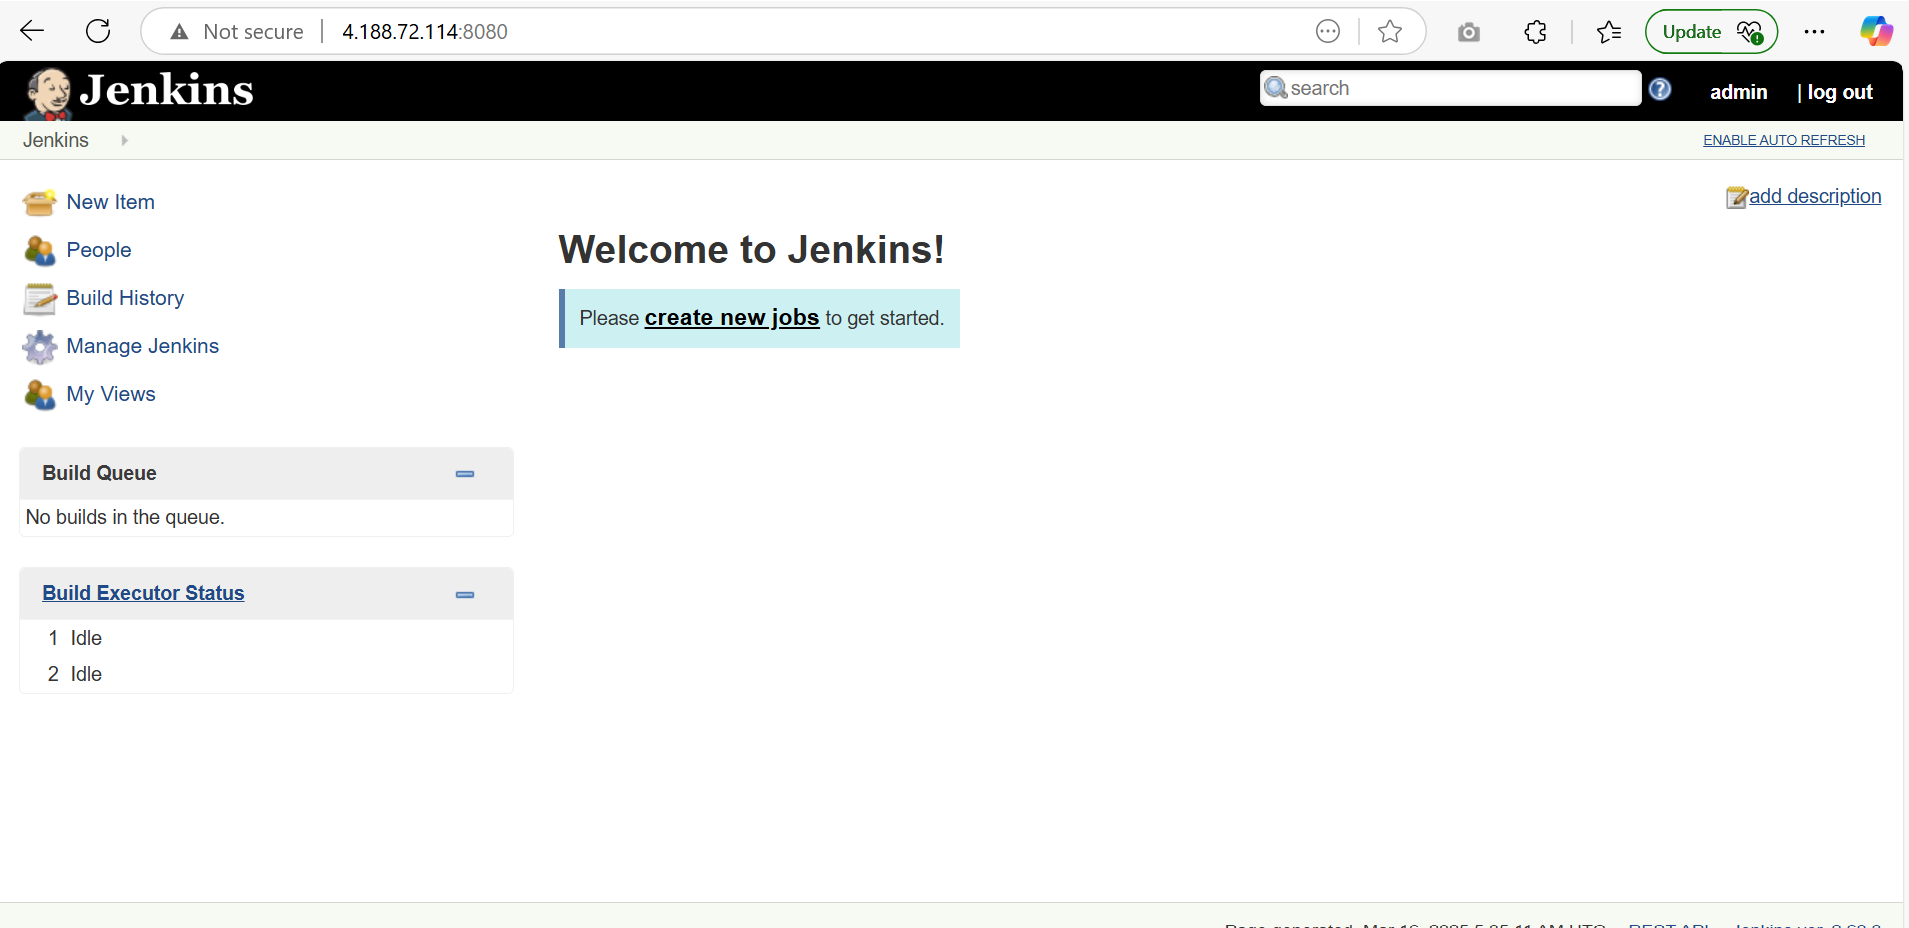 Not secure | 4.188.72.114:8080
Update
Jenkins
search
admin | log out
Jenkins
ENABLE AUTO REFRESH
New Item
add description
People
Welcome to Jenkins!
Build History
Please create new jobs to get started.
Manage Jenkins
My Views
Build Queue
No builds in the queue.
Build Executor Status
1 Idle
2 Idle